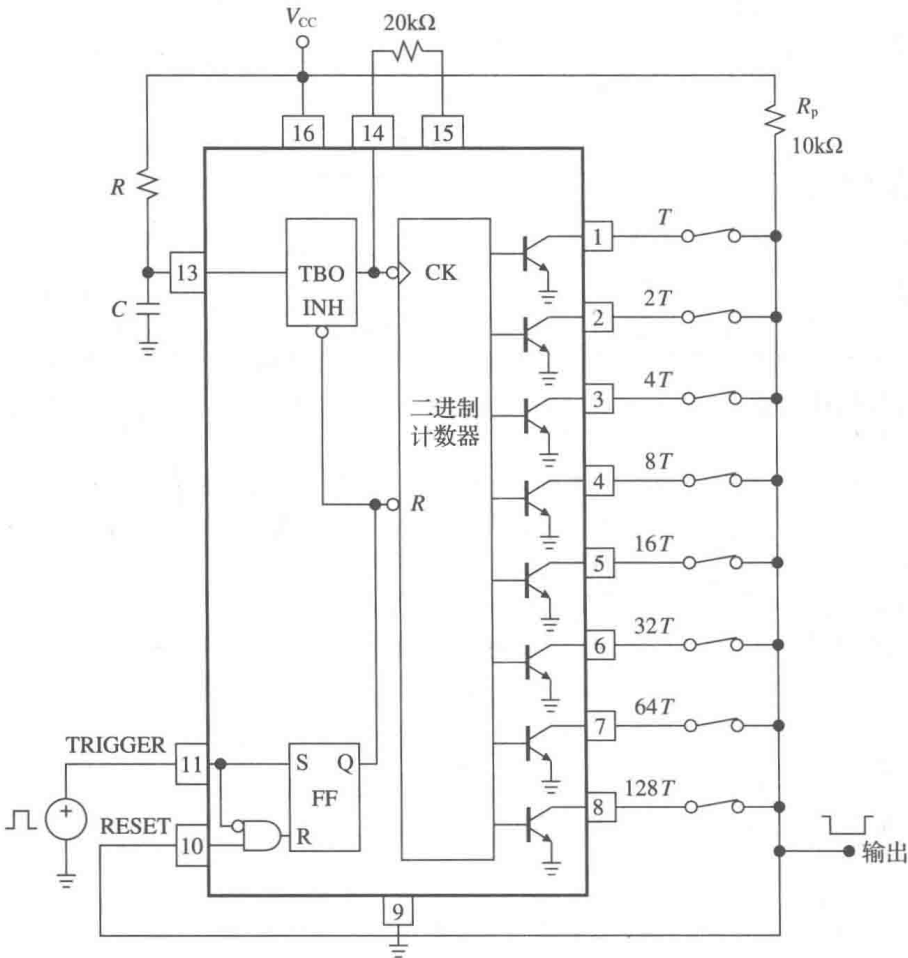 V_CC
20kΩ
16
14
15
R_p
10kΩ
R
C
13
TBO
INH
CK
二进制
计数器
R
1
T
2
2T
3
4T
4
8T
5
16T
6
32T
7
64T
8
128T
TRIGGER
11
S
Q
FF
R
+
RESET
10
9
输出